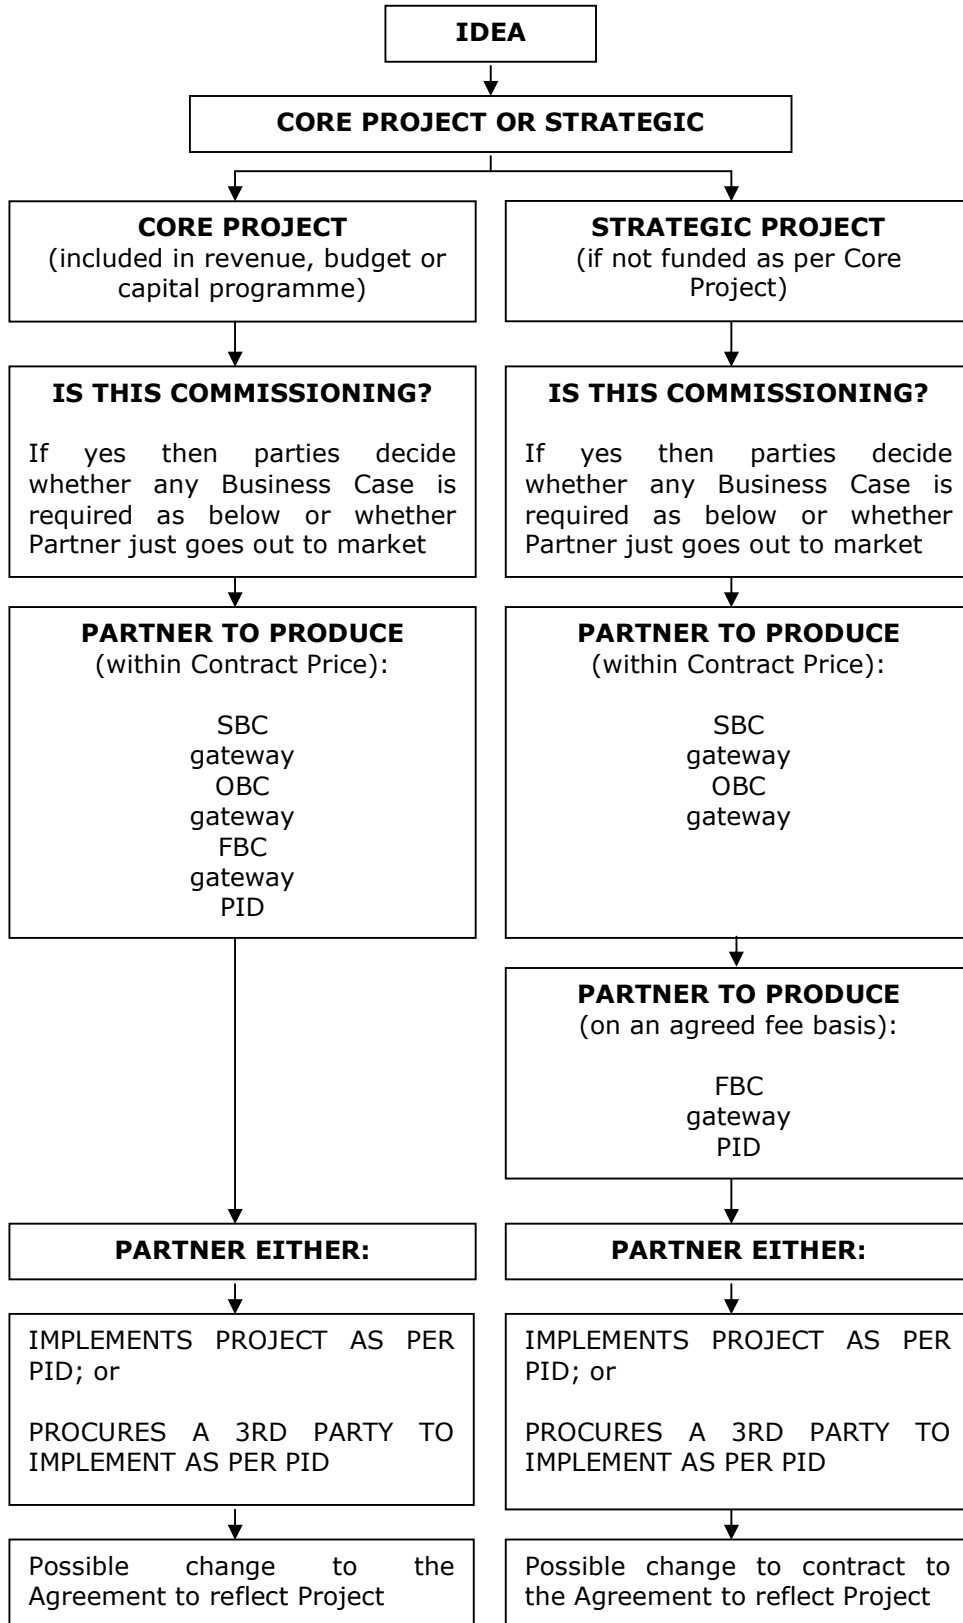 IDEA
CORE PROJECT OR STRATEGIC
CORE PROJECT
(included in revenue, budget or
capital programme)
STRATEGIC PROJECT
(if not funded as per Core
Project)
IS THIS COMMISSIONING?
If yes then parties decide
whether any Business Case is
required as below or whether
Partner just goes out to market
IS THIS COMMISSIONING?
If yes then parties decide
whether any Business Case is
required as below or whether
Partner just goes out to market
PARTNER TO PRODUCE
(within Contract Price):
SBC
gateway
OBC
gateway
FBC
gateway
PID
PARTNER TO PRODUCE
(within Contract Price):
SBC
gateway
OBC
gateway
PARTNER TO PRODUCE
(on an agreed fee basis):
FBC
gateway
PID
PARTNER EITHER:
PARTNER EITHER:
IMPLEMENTS PROJECT AS PER
PID; or
PROCURES A 3RD PARTY TO
IMPLEMENT AS PER PID
IMPLEMENTS PROJECT AS PER
PID; or
PROCURES A 3RD PARTY TO
IMPLEMENT AS PER PID
Possible change to the
Agreement to reflect Project
Possible change to contract to
the Agreement to reflect Project